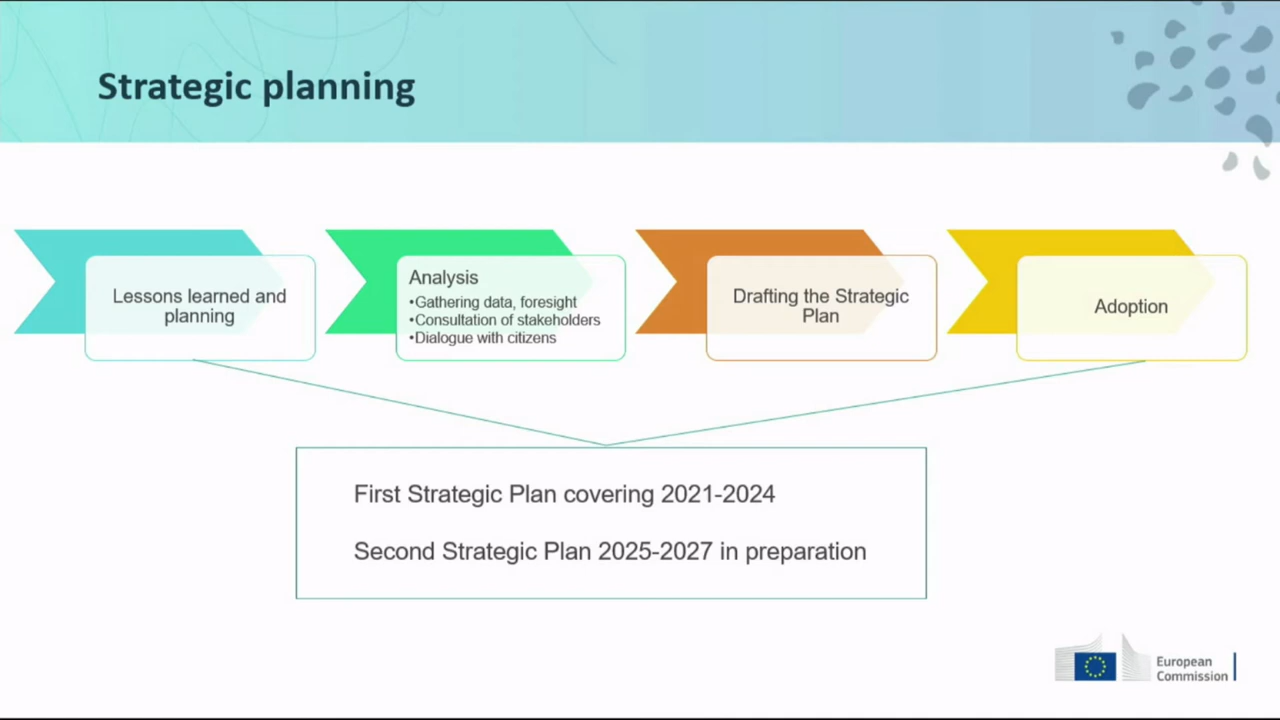 Strategic planning
Lessons learned and
planning
Analysis
•Gathering data, foresight
•Consultation of stakeholders
•Dialogue with citizens
Drafting the Strategic
Plan
Adoption
First Strategic Plan covering 2021-2024
Second Strategic Plan 2025-2027 in preparation
European
Commission